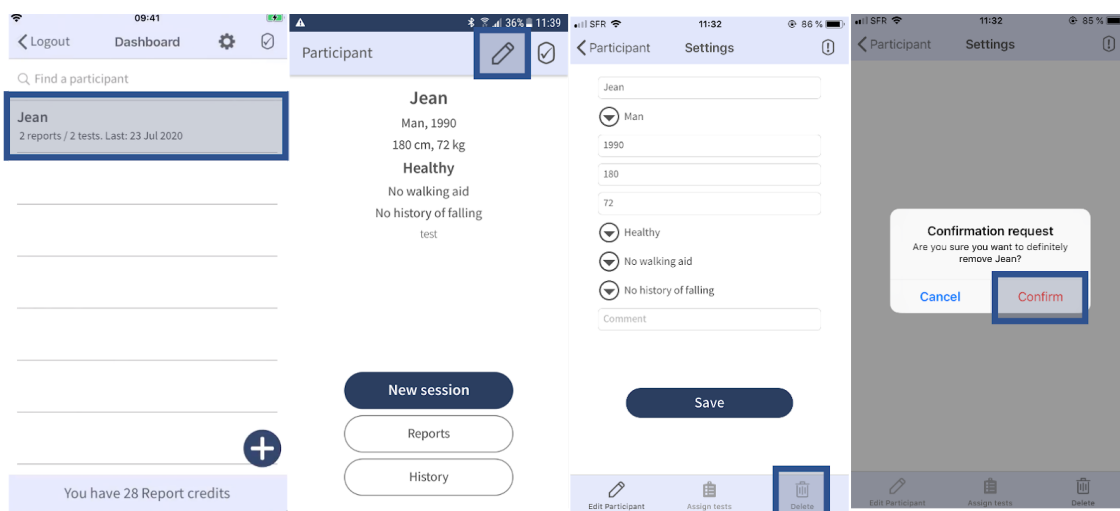 09:41
Logout
Dashboard
Find a participant
Jean
2 reports / 2 tests. Last: 23 Jul 2020
You have 28 Report credits
36% 11:39
Participant
Jean
Man, 1990
180 cm, 72 kg
Healthy
No walking aid
No history of falling
test
New session
Reports
History
SFR 11:32 86 %
Participant
Settings
Jean
Man
1990
180
72
Healthy
No walking aid
No history of falling
Comment
Save
Edit Participant
Assign tests
Delete
SFR 11:32 85 %
Participant
Settings
Confirmation request
Are you sure you want to definitely
remove Jean?
Cancel
Confirm
Edit Participant
Assign tests
Delete